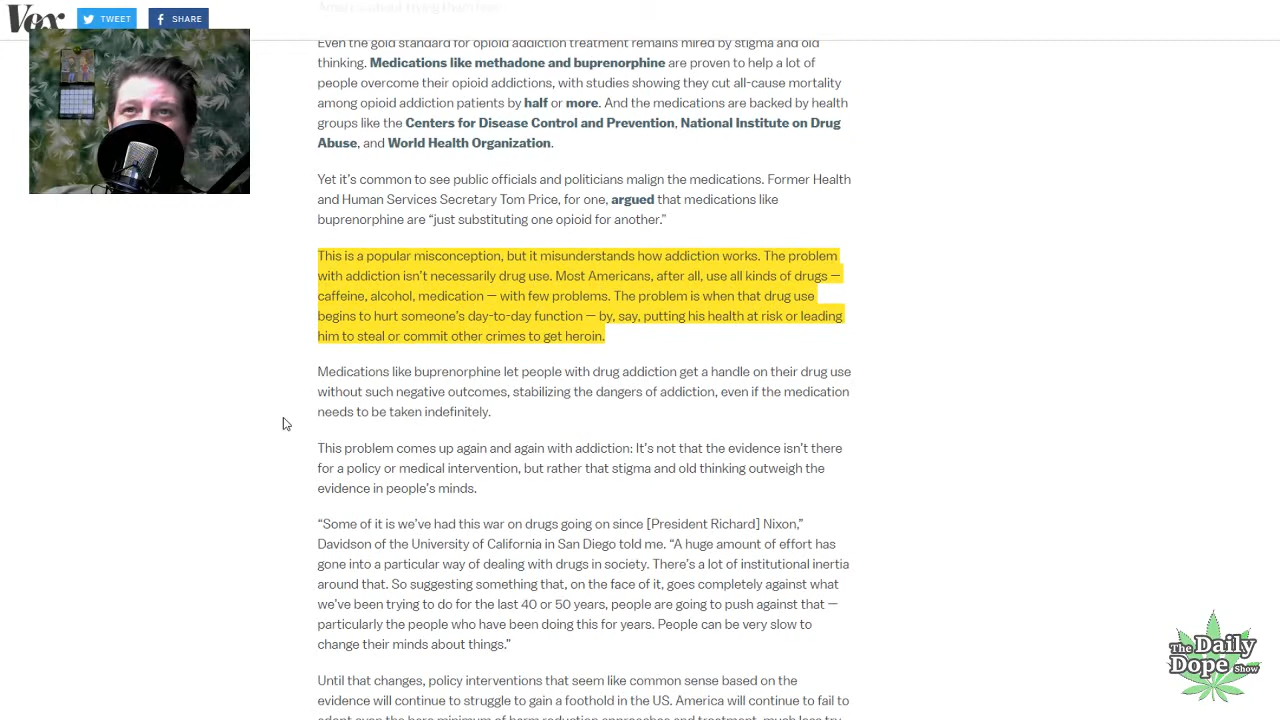 Vox
TWEET
SHARE
America about trying them here.
Even the gold standard for opioid addiction treatment remains mired by stigma and old
thinking. Medications like methadone and buprenorphine are proven to help a lot of
people overcome their opioid addictions, with studies showing they cut all-cause mortality
among opioid addiction patients by half or more. And the medications are backed by health
groups like the Centers for Disease Control and Prevention, National Institute on Drug
Abuse, and World Health Organization.
Yet it's common to see public officials and politicians malign the medications. Former Health
and Human Services Secretary Tom Price, for one, argued that medications like
buprenorphine are “just substituting one opioid for another.”
This is a popular misconception, but it misunderstands how addiction works. The problem
with addiction isn't necessarily drug use. Most Americans, after all, use all kinds of drugs —
caffeine, alcohol, medication — with few problems. The problem is when that drug use
begins to hurt someone's day-to-day function — by, say, putting his health at risk or leading
him to steal or commit other crimes to get heroin.
Medications like buprenorphine let people with drug addiction get a handle on their drug use
without such negative outcomes, stabilizing the dangers of addiction, even if the medication
needs to be taken indefinitely.
This problem comes up again and again with addiction: It's not that the evidence isn't there
for a policy or medical intervention, but rather that stigma and old thinking outweigh the
evidence in people's minds.
“Some of it is we've had this war on drugs going on since [President Richard] Nixon,”
Davidson of the University of California in San Diego told me. “A huge amount of effort has
gone into a particular way of dealing with drugs in society. There's a lot of institutional inertia
around that. So suggesting something that, on the face of it, goes completely against what
we've been trying to do for the last 40 or 50 years, people are going to push against that —
particularly the people who have been doing this for years. People can be very slow to
change their minds about things.”
Until that changes, policy interventions that seem like common sense based on the
evidence will continue to struggle to gain a foothold in the US. America will continue to fail to
adopt even the bare minimum of harm reduction approaches and treatment, much less try
The Daily
Dope Show